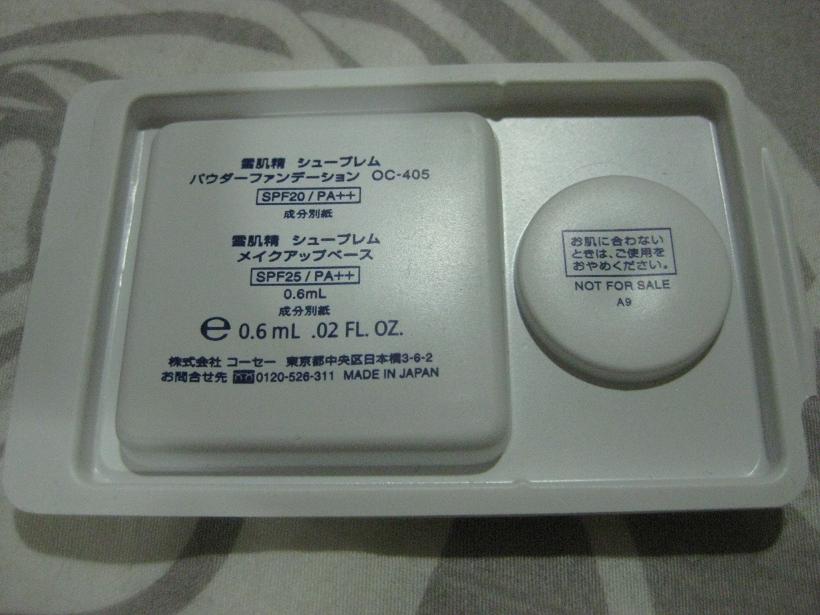 雪肌精 シュープレム
パウダーファンデーション OC-405
SPF20 / PA++
成分別紙
雪肌精 シュープレム
メイクアップベース
SPF25 / PA++
0.6mL
成分別紙
℮ 0.6 mL .02 FL. OZ.
株式会社 コーセー 東京都中央区日本橋3-6-2
お問合せ先 0120-526-311 MADE IN JAPAN
お肌に合わない
ときは、ご使用を
おやめください。
NOT FOR SALE
A9